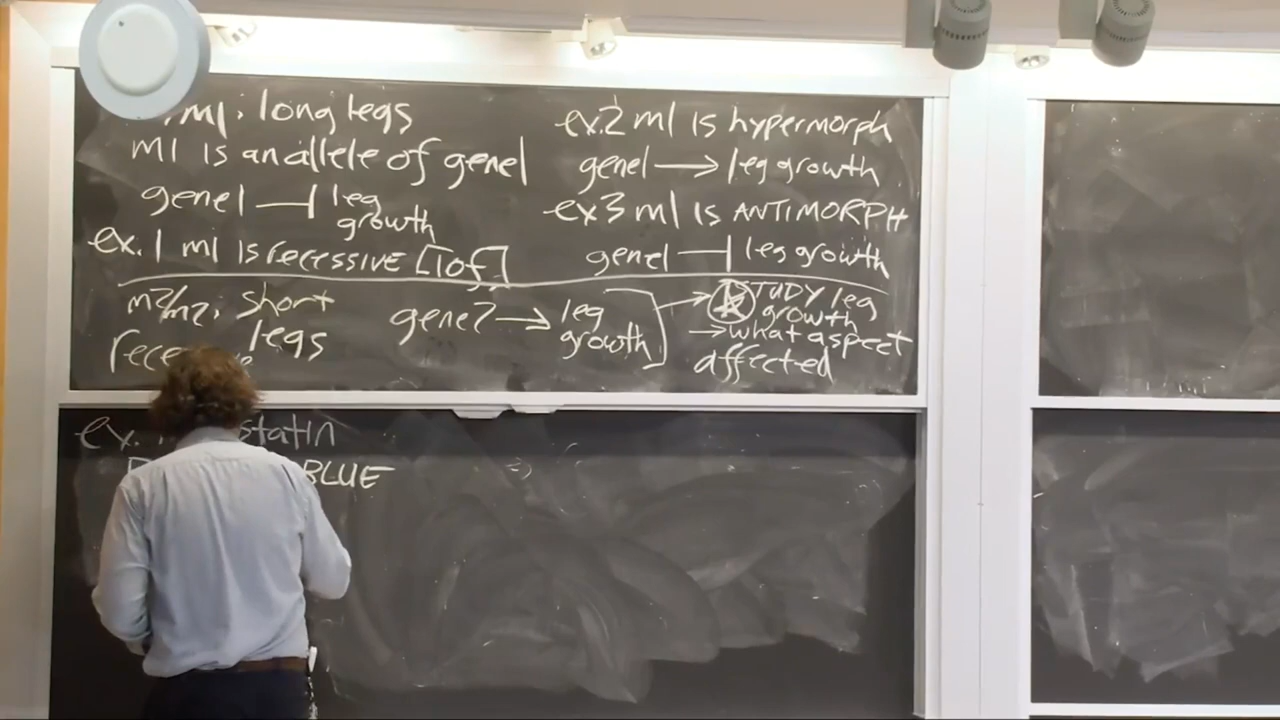 m1: long legs
m1 is an allele of gene1
gene1 ―| leg
growth
ex. 1 m1 is recessive [lof]
ex.2 m1 is hypermorph
gene1 → leg growth
ex3 m1 is ANTIMORPH
gene1 ―| leg growth
m2/m2: short
legs
gene2 → leg
growth
STUDY leg
growth
→ what aspect
affected
ex.
BLUE